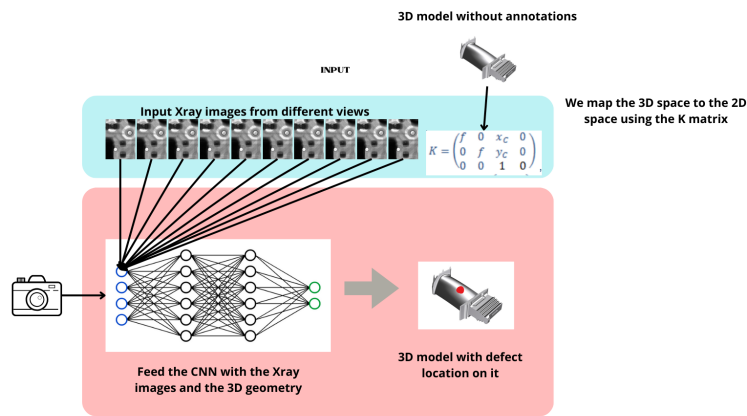 3D model without annotations
INPUT
Input Xray images from different views
We map the 3D space to the 2D
space using the K matrix
K = ( f 0 x_C 0
0 f y_C 0
0 0 1 0 ),
Feed the CNN with the Xray
images and the 3D geometry
3D model with defect
location on it